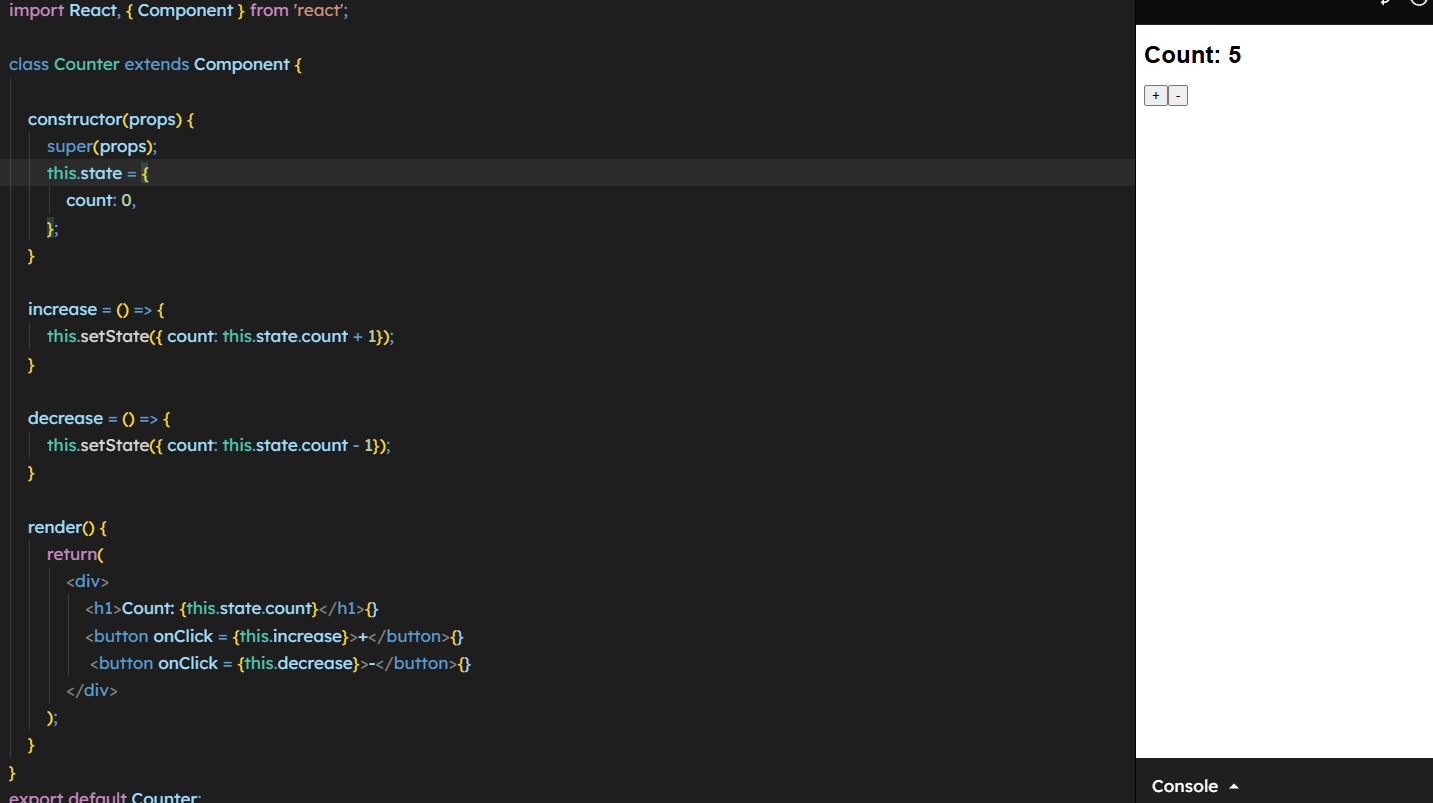 import React, { Component } from 'react';
class Counter extends Component {
constructor(props) {
super(props);
this.state = {
count: 0,
};
}
increase = () => {
this.setState({ count: this.state.count + 1});
}
decrease = () => {
this.setState({ count: this.state.count - 1});
}
render() {
return(
<div>
<h1>Count: {this.state.count}</h1>{}
<button onClick = {this.increase}>+</button>{}
<button onClick = {this.decrease}>-</button>{}
</div>
);
}
}
export default Counter;
Count: 5
+ -
Console